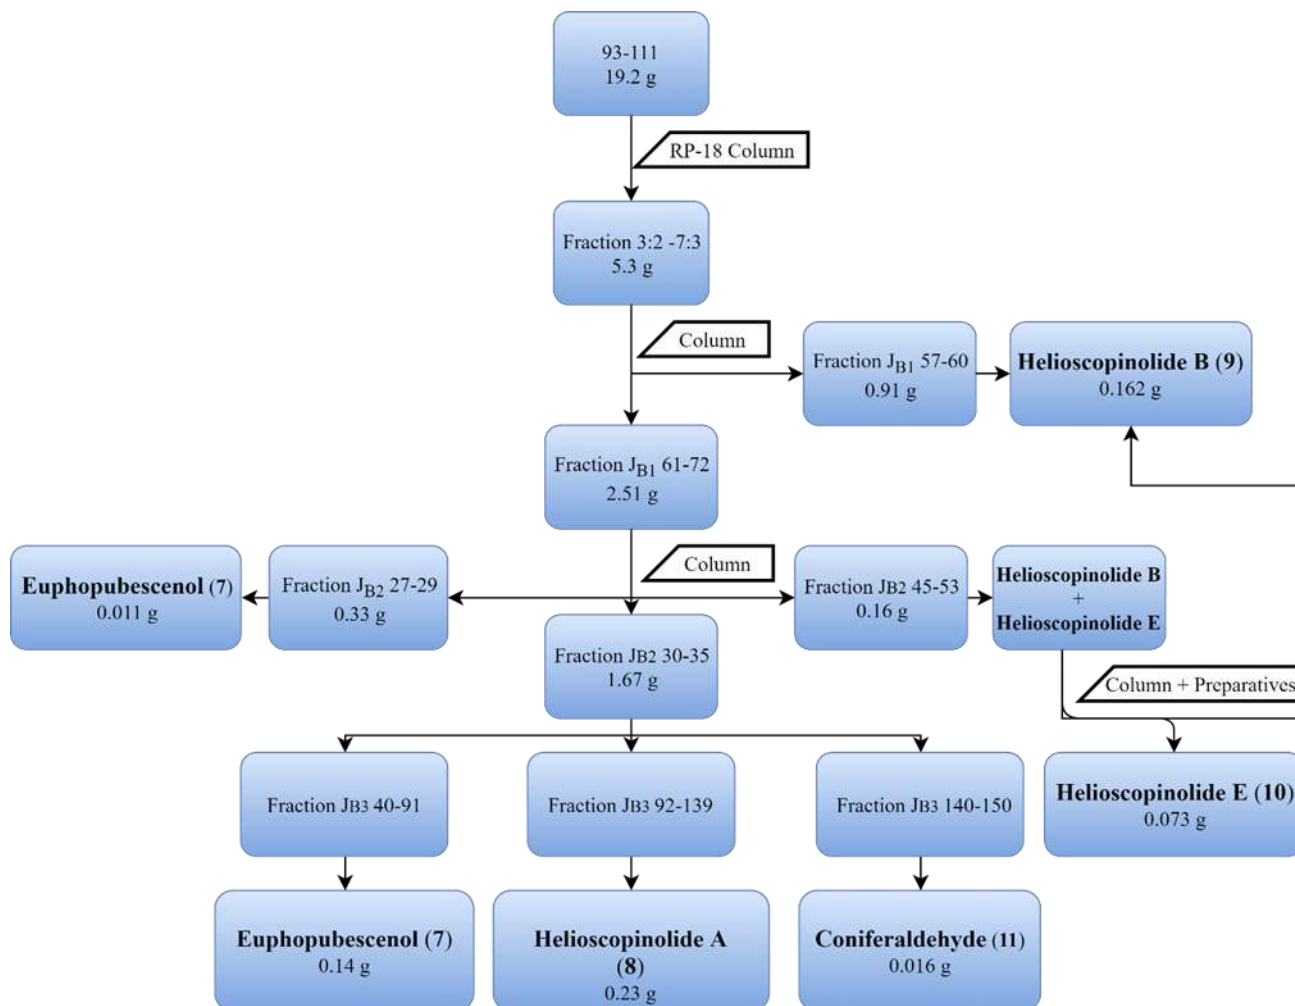 93-111
19.2 g
RP-18 Column
Fraction 3:2 -7:3
5.3 g
Column
Fraction JB1 57-60
0.91 g
Helioscopinolide B (9)
0.162 g
Fraction JB1 61-72
2.51 g
Column
Euphopubescenol (7)
0.011 g
Fraction JB2 27-29
0.33 g
Fraction JB2 45-53
0.16 g
Helioscopinolide B
+
Helioscopinolide E
Fraction JB2 30-35
1.67 g
Column + Preparatives
Fraction JB3 40-91
Fraction JB3 92-139
Fraction JB3 140-150
Helioscopinolide E (10)
0.073 g
Euphopubescenol (7)
0.14 g
Helioscopinolide A
(8)
0.23 g
Coniferaldehyde (11)
0.016 g